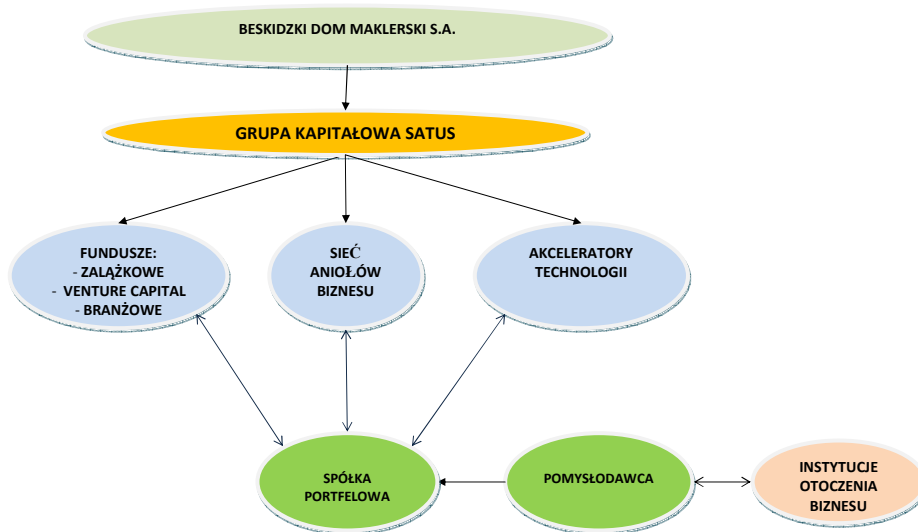 BESKIDZKI DOM MAKLERSKI S.A.
GRUPA KAPITAŁOWA SATUS
FUNDUSZE:
- ZALĄŻKOWE
- VENTURE CAPITAL
- BRANŻOWE
SIEĆ
ANIOŁÓW
BIZNESU
AKCELERATORY
TECHNOLOGII
SPÓŁKA
PORTFELOWA
POMYSŁODAWCA
INSTYTUCJE
OTOCZENIA
BIZNESU